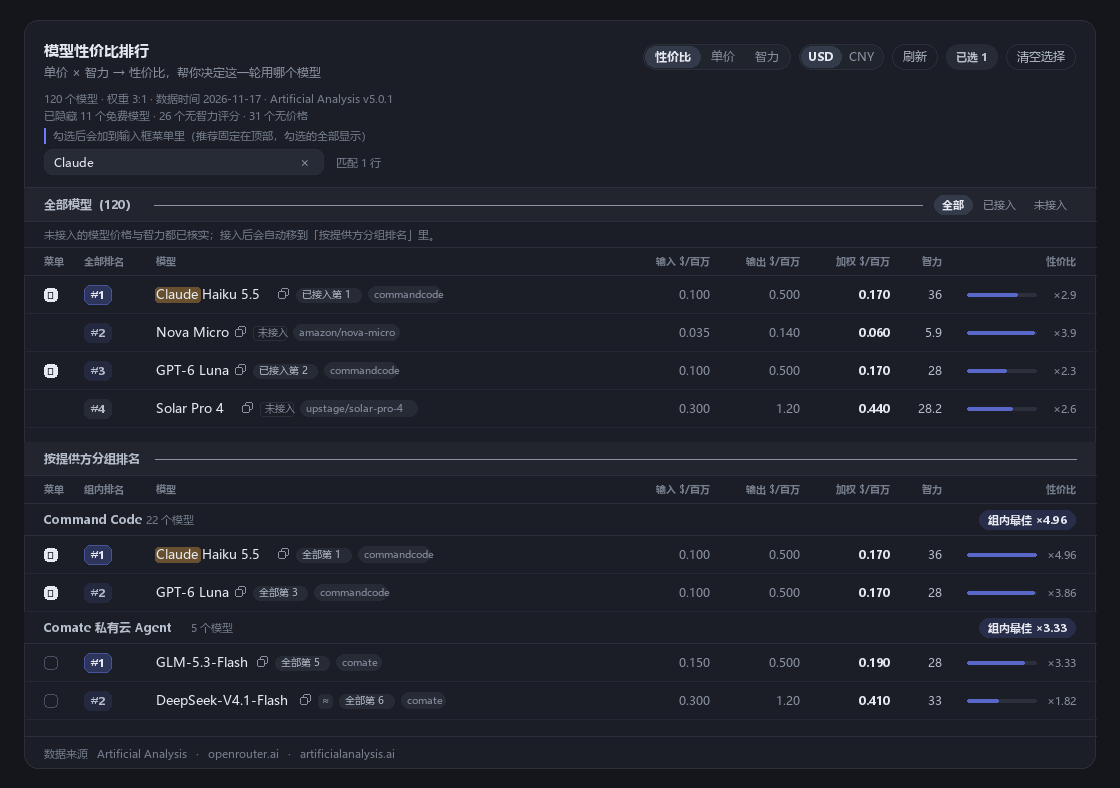 模型性价比排行
性价比 单价 智力 USD CNY 刷新 已选 1 清空选择
单价 × 智力 → 性价比，帮你决定这一轮用哪个模型
120 个模型 · 权重 3:1 · 数据时间 2026-11-17 · Artificial Analysis v5.0.1
已隐藏 11 个免费模型 · 26 个无智力评分 · 31 个无价格
勾选后会加到输入框菜单里（推荐固定在顶部，勾选的全部显示）
Claude × 匹配 1 行
全部模型（120） 全部 已接入 未接入
未接入的模型价格与智力都已核实；接入后会自动移到「按提供方分组排名」里。
菜单 全部排名 模型 输入 $/百万 输出 $/百万 加权 $/百万 智力 性价比
#1 Claude Haiku 5.5 已接入第 1 commandcode 0.100 0.500 0.170 36 ×2.9
#2 Nova Micro 未接入 amazon/nova-micro 0.035 0.140 0.060 5.9 ×3.9
#3 GPT-6 Luna 已接入第 2 commandcode 0.100 0.500 0.170 28 ×2.3
#4 Solar Pro 4 未接入 upstage/solar-pro-4 0.300 1.20 0.440 28.2 ×2.6
按提供方分组排名
菜单 组内排名 模型 输入 $/百万 输出 $/百万 加权 $/百万 智力 性价比
Command Code 22 个模型 组内最佳 ×4.96
#1 Claude Haiku 5.5 全部第 1 commandcode 0.100 0.500 0.170 36 ×4.96
#2 GPT-6 Luna 全部第 3 commandcode 0.100 0.500 0.170 28 ×3.86
Comate 私有云 Agent 5 个模型 组内最佳 ×3.33
#1 GLM-5.3-Flash 全部第 5 comate 0.150 0.500 0.190 28 ×3.33
#2 DeepSeek-V4.1-Flash ≈ 全部第 6 comate 0.300 1.20 0.410 33 ×1.82
数据来源 Artificial Analysis · openrouter.ai · artificialanalysis.ai